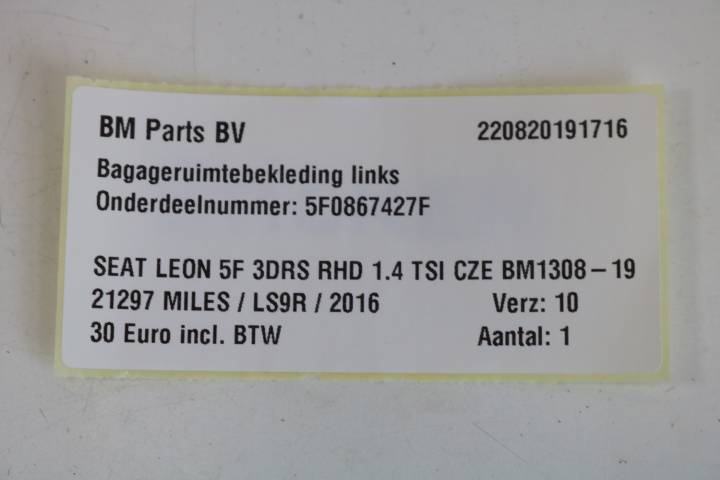 BM Parts BV 220820191716
Bagageruimtebekleding links
Onderdeelnummer: 5F0867427F
SEAT LEON 5F 3DRS RHD 1.4 TSI CZE BM1308-19
21297 MILES / LS9R / 2016 Verz: 10
30 Euro incl. BTW Aantal: 1